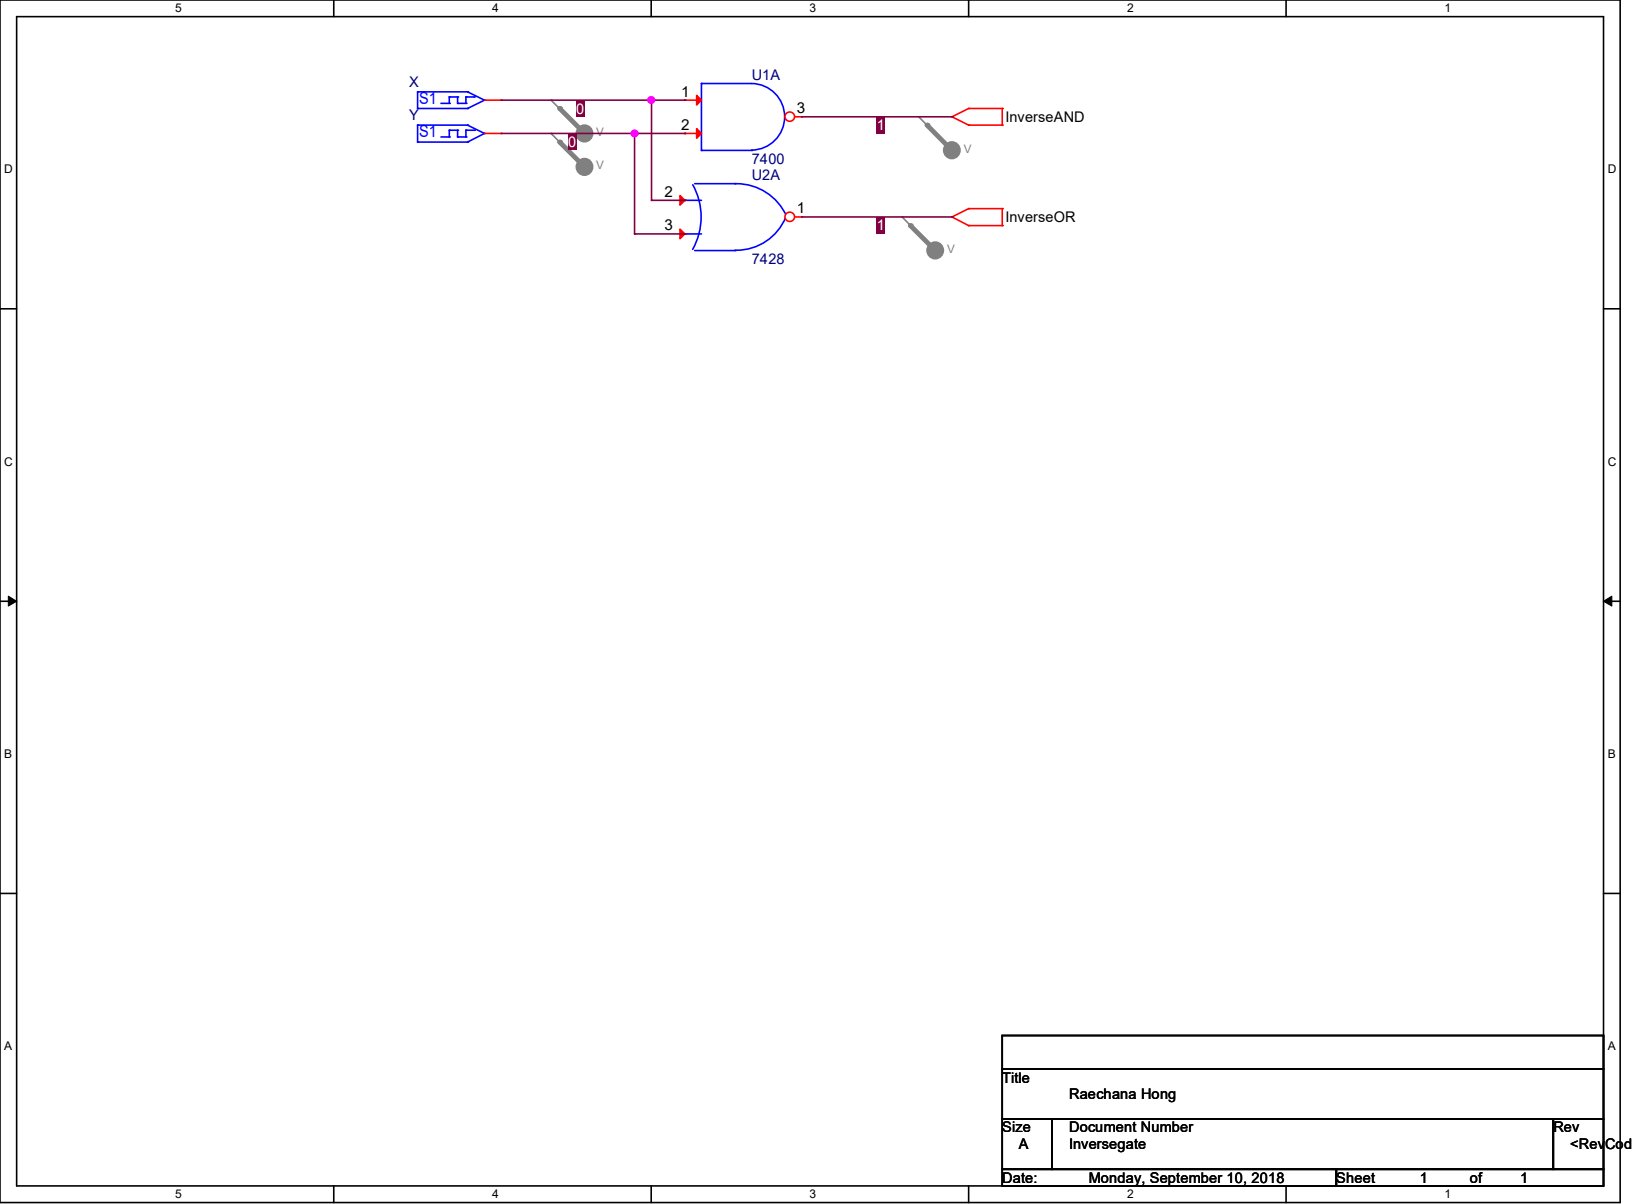 5 4 3 2 1
X
S1
0
Y
S1
0
V
V
1
2
U1A
7400
3
1
InverseAND
V
D
D
U2A
2
3
7428
1
1
InverseOR
V
C
C
B
B
A
A
Title
Raechana Hong
Size
A
Document Number
Inversegate
Rev
<RevCod
Date:
Monday, September 10, 2018
Sheet 1 of 1
5 4 3 2 1